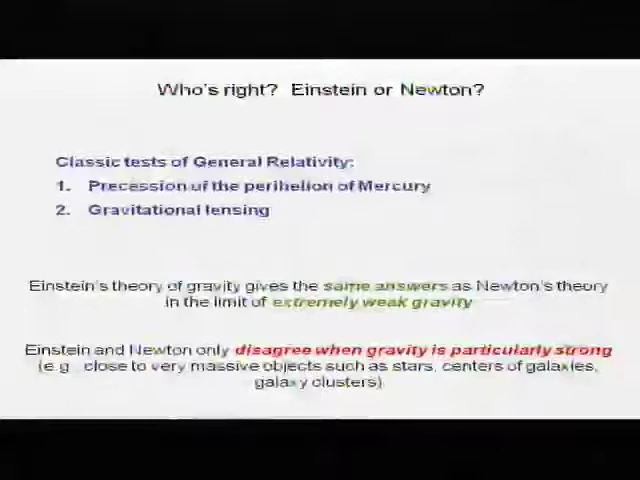 Who's right? Einstein or Newton?
Classic tests of General Relativity:
1. Precession of the perihelion of Mercury
2. Gravitational lensing
Einstein's theory of gravity gives the same answers as Newton's theory
in the limit of extremely weak gravity
Einstein and Newton only disagree when gravity is particularly strong
(e.g., close to very massive objects such as stars, centers of galaxies,
galaxy clusters)